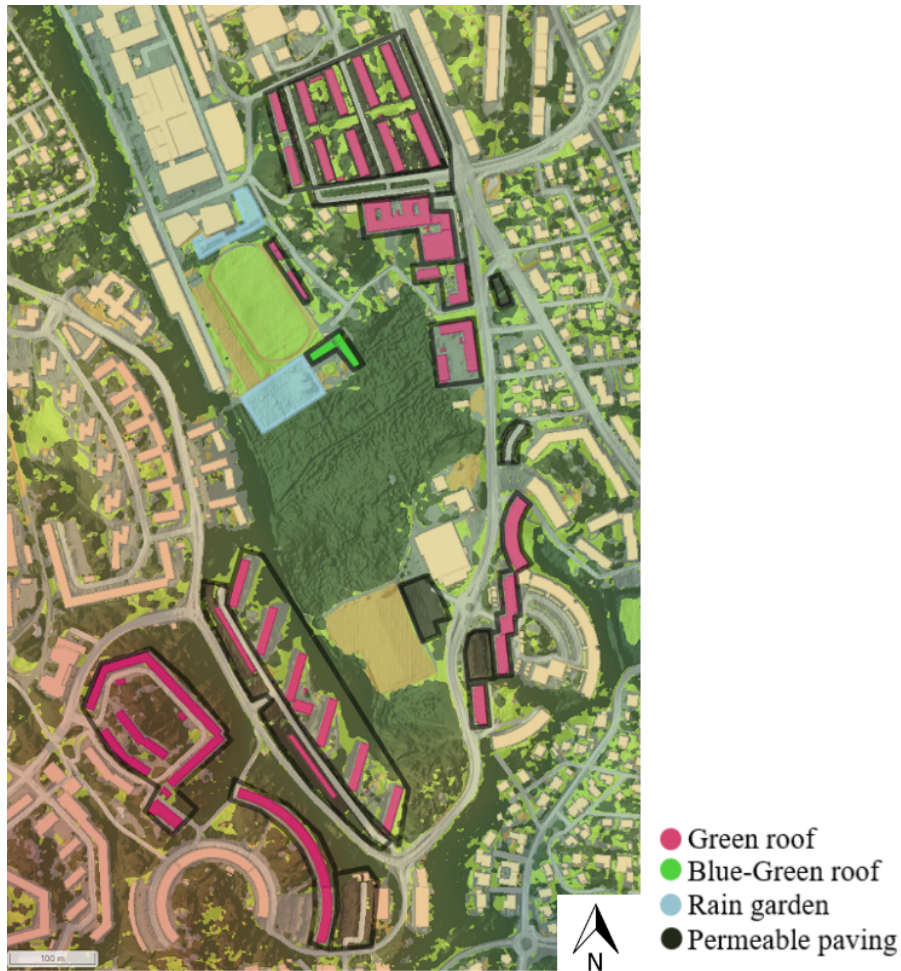 Green roof
Blue-Green roof
Rain garden
Permeable paving
100 m
N